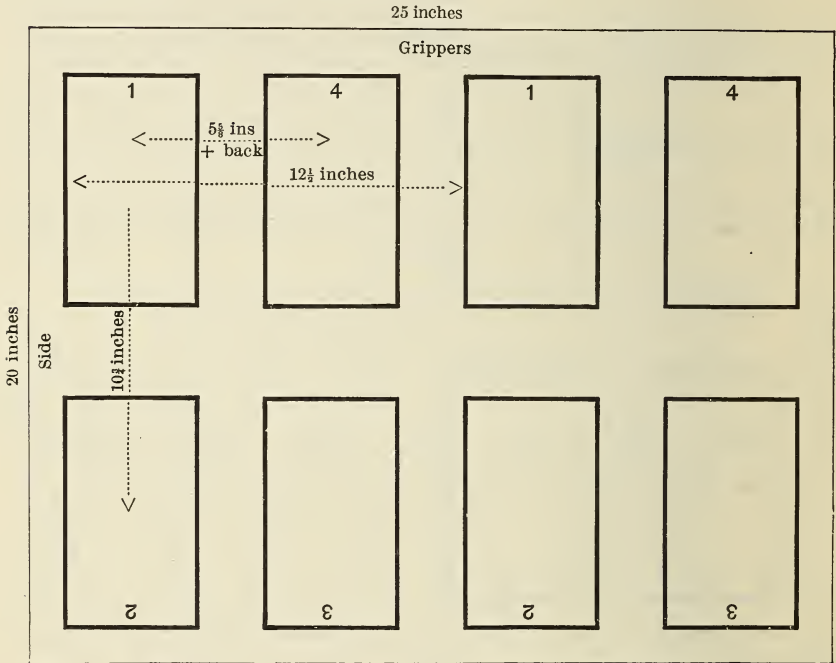 25 inches
Grippers
1 4 1 4
5⅝ ins
+ back
12½ inches
20 inches
Side
10¾ inches
2 3 2 3